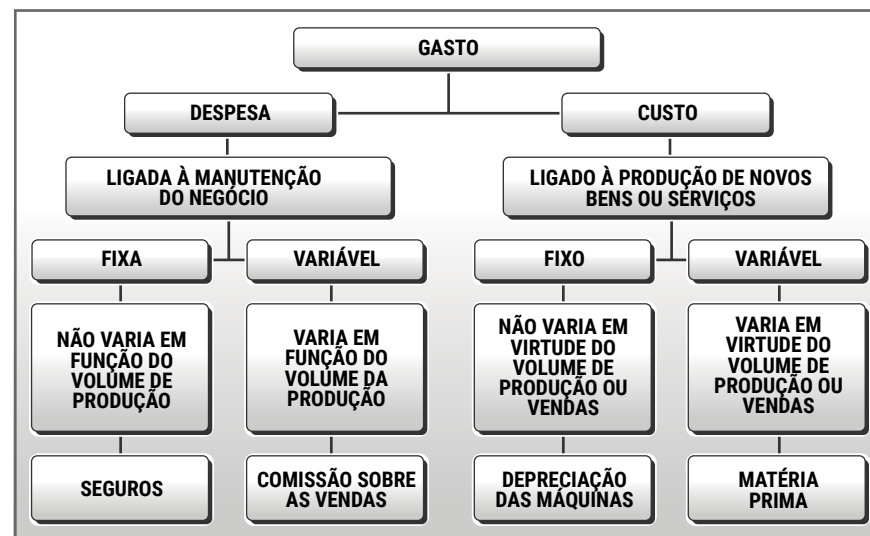 GASTO
DESPESA
CUSTO
LIGADA À MANUTENÇÃO
DO NEGÓCIO
LIGADO À PRODUÇÃO DE NOVOS
BENS OU SERVIÇOS
FIXA
VARIÁVEL
FIXO
VARIÁVEL
NÃO VARIA EM
FUNÇÃO DO
VOLUME DE
PRODUÇÃO
VARIA EM
FUNÇÃO DO
VOLUME DA
PRODUÇÃO
NÃO VARIA EM
VIRTUDE DO
VOLUME DE
PRODUÇÃO OU
VENDAS
VARIA EM
VIRTUDE DO
VOLUME DE
PRODUÇÃO OU
VENDAS
SEGUROS
COMISSÃO SOBRE
AS VENDAS
DEPRECIAÇÃO
DAS MÁQUINAS
MATÉRIA
PRIMA